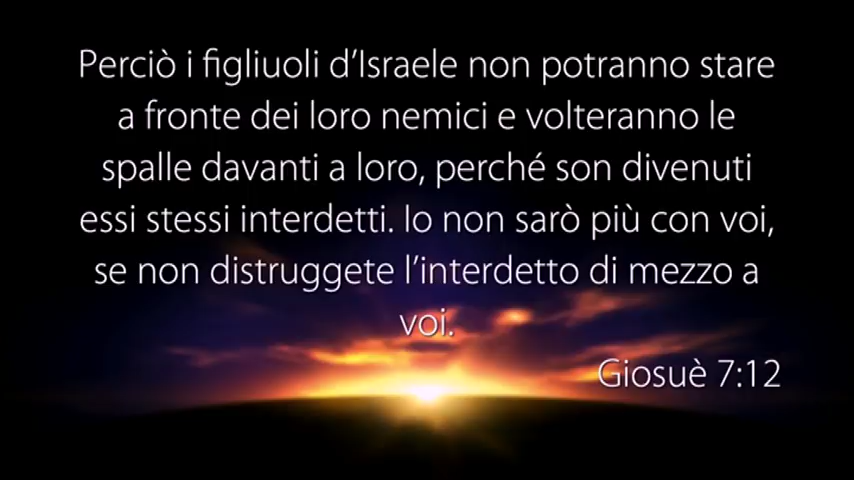 Perciò i figliuoli d’Israele non potranno stare
a fronte dei loro nemici e volteranno le
spalle davanti a loro, perché son divenuti
essi stessi interdetti. Io non sarò più con voi,
se non distruggete l’interdetto di mezzo a
voi.
Giosuè 7:12